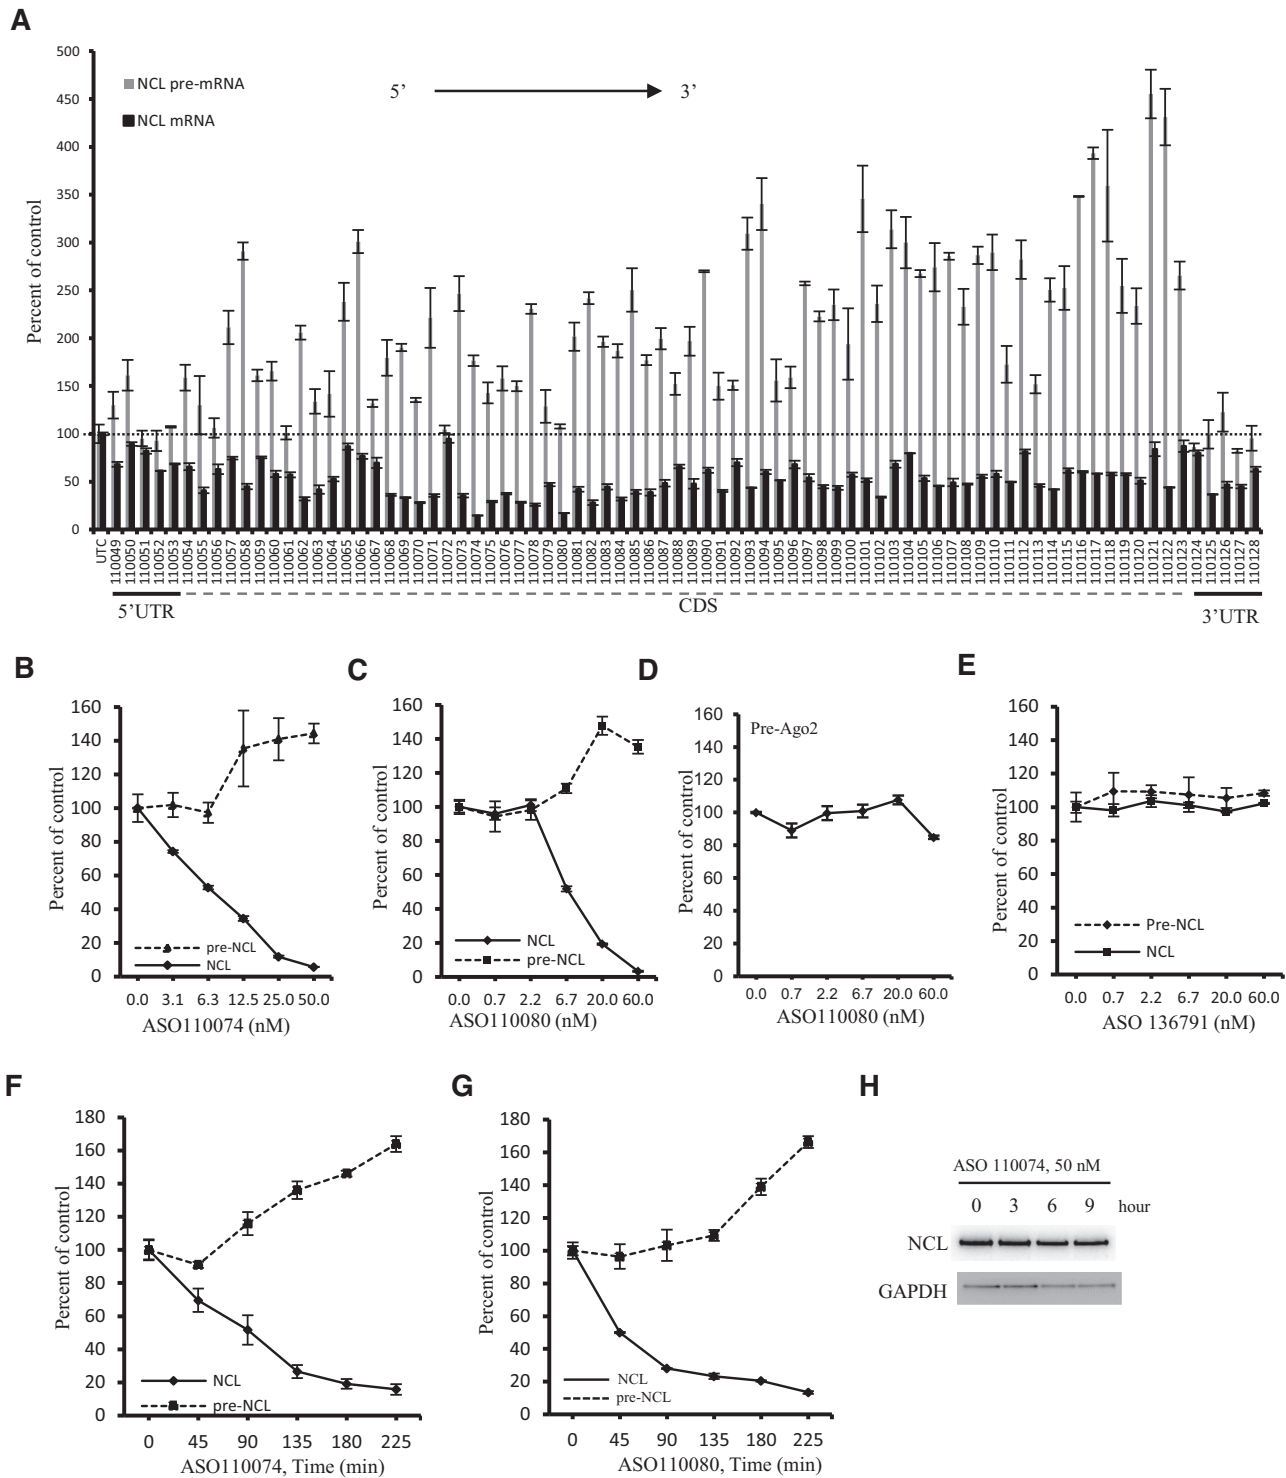 A
500
450
400
350
300
250
200
150
100
50
0
Percent of control
NCL pre-mRNA
NCL mRNA
5’ 3’
UTC 110049 110050 110051 110052 110053 110054 110055 110056 110057 110058 110059 110060 110061 110062 110063 110064 110065 110066 110067 110068 110069 110070 110071 110072 110073 110074 110075 110076 110077 110078 110079 110080 110081 110082 110083 110084 110085 110086 110087 110088 110089 110090 110091 110092 110093 110094 110095 110096 110097 110098 110099 110100 110101 110102 110103 110104 110105 110106 110107 110108 110109 110110 110111 110112 110113 110114 110115 110116 110117 110118 110119 110120 110121 110122 110123 110124 110125 110126 110127 110128
5’UTR CDS 3’UTR
B
160
140
120
100
80
60
40
20
0
Percent of control
pre-NCL
NCL
0.0 3.1 6.3 12.5 25.0 50.0
ASO110074 (nM)
C
160
140
120
100
80
60
40
20
0
Percent of control
NCL
pre-NCL
0.0 0.7 2.2 6.7 20.0 60.0
ASO110080 (nM)
D
160
140
120
100
80
60
40
20
0
Percent of control
Pre-Ago2
0.0 0.7 2.2 6.7 20.0 60.0
ASO110080 (nM)
E
160
140
120
100
80
60
40
20
0
Percent of control
Pre-NCL
NCL
0.0 0.7 2.2 6.7 20.0 60.0
ASO 136791 (nM)
F
180
160
140
120
100
80
60
40
20
0
Percent of control
NCL
pre-NCL
0 45 90 135 180 225
ASO110074, Time (min)
G
180
160
140
120
100
80
60
40
20
0
Percent of control
NCL
pre-NCL
0 45 90 135 180 225
ASO110080, Time (min)
H
ASO 110074, 50 nM
0 3 6 9 hour
NCL
GAPDH